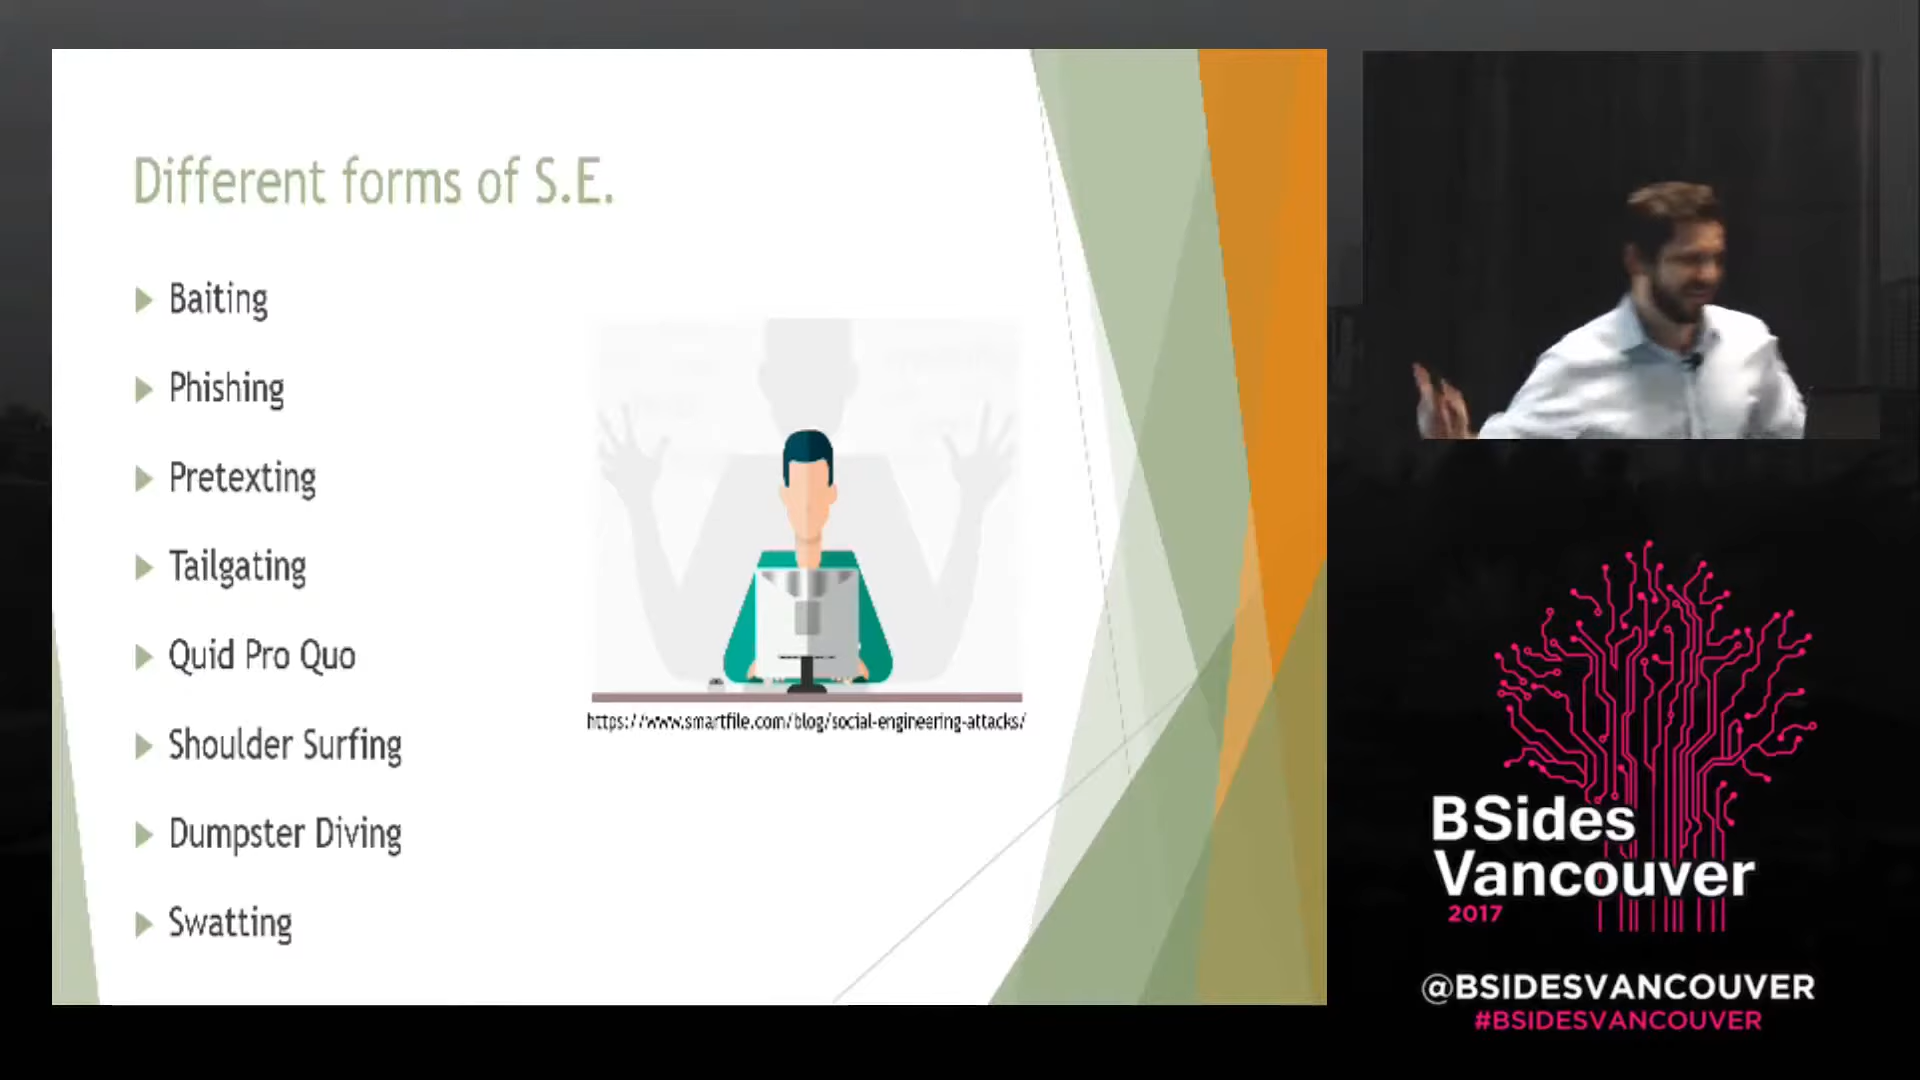 Different forms of S.E.
Baiting
Phishing
Pretexting
Tailgating
Quid Pro Quo
Shoulder Surfing
Dumpster Diving
Swatting
https://www.smartfile.com/blog/social-engineering-attacks/
BSides
Vancouver
2017
@BSIDESVANCOUVER
#BSIDESVANCOUVER